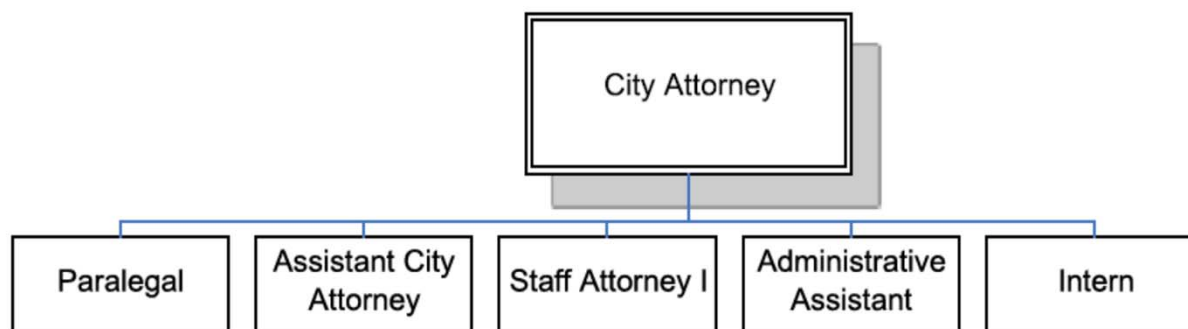 City Attorney
Paralegal
Assistant City
Attorney
Staff Attorney I
Administrative
Assistant
Intern